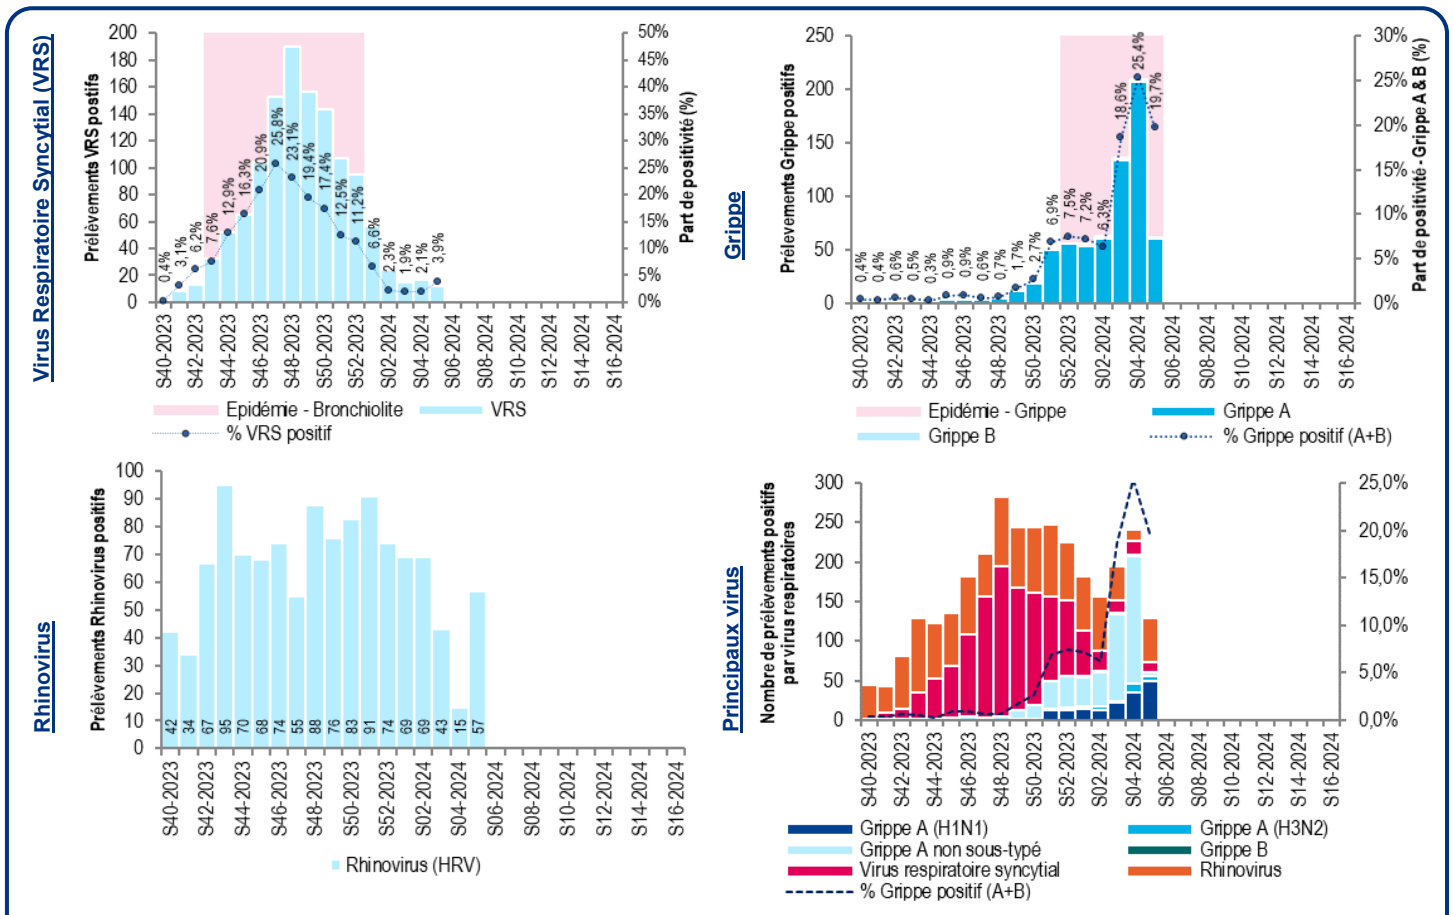 Virus Respiratoire Syncytial (VRS)
Prélèvements VRS postifs
200
180
160
140
120
100
80
60
40
20
0
50%
45%
40%
35%
30%
25%
20%
15%
10%
5%
0%
Part de positivité (%)
0,4%
3,1%
6,2%
7,6%
12,9%
16,3%
20,9%
25,8%
23,1%
19,4%
17,4%
12,5%
11,2%
6,6%
2,3%
1,9%
2,1%
3,9%
S40-2023
S42-2023
S44-2023
S46-2023
S48-2023
S50-2023
S52-2023
S02-2024
S04-2024
S06-2024
S08-2024
S10-2024
S12-2024
S14-2024
S16-2024
Epidémie - Bronchiolite
VRS
% VRS positif
Grippe
Prélevements Grippe positifs
250
200
150
100
50
0
30%
25%
20%
15%
10%
5%
0%
Part de positivité - Grippe A & B (%)
0,4%
0,4%
0,6%
0,5%
0,3%
0,9%
0,9%
0,6%
0,7%
1,7%
2,7%
6,9%
7,5%
7,2%
6,3%
18,6%
25,4%
19,7%
S40-2023
S42-2023
S44-2023
S46-2023
S48-2023
S50-2023
S52-2023
S02-2024
S04-2024
S06-2024
S08-2024
S10-2024
S12-2024
S14-2024
S16-2024
Epidémie - Grippe
Grippe A
Grippe B
% Grippe positif (A+B)
Rhinovirus
Prélèvements Rhinovirus positifs
100
90
80
70
60
50
40
30
20
10
0
42
34
67
95
70
68
74
55
88
76
83
91
74
69
69
43
15
57
S40-2023
S42-2023
S44-2023
S46-2023
S48-2023
S50-2023
S52-2023
S02-2024
S04-2024
S06-2024
S08-2024
S10-2024
S12-2024
S14-2024
S16-2024
Rhinovirus (HRV)
Principaux virus
Nombre de prélèvements positifs
par virus respiratoires
300
250
200
150
100
50
0
25,0%
20,0%
15,0%
10,0%
5,0%
0,0%
S40-2023
S42-2023
S44-2023
S46-2023
S48-2023
S50-2023
S52-2023
S02-2024
S04-2024
S06-2024
S08-2024
S10-2024
S12-2024
S14-2024
S16-2024
Grippe A (H1N1)
Grippe A (H3N2)
Grippe A non sous-typé
Grippe B
Virus respiratoire syncytial
Rhinovirus
% Grippe positif (A+B)